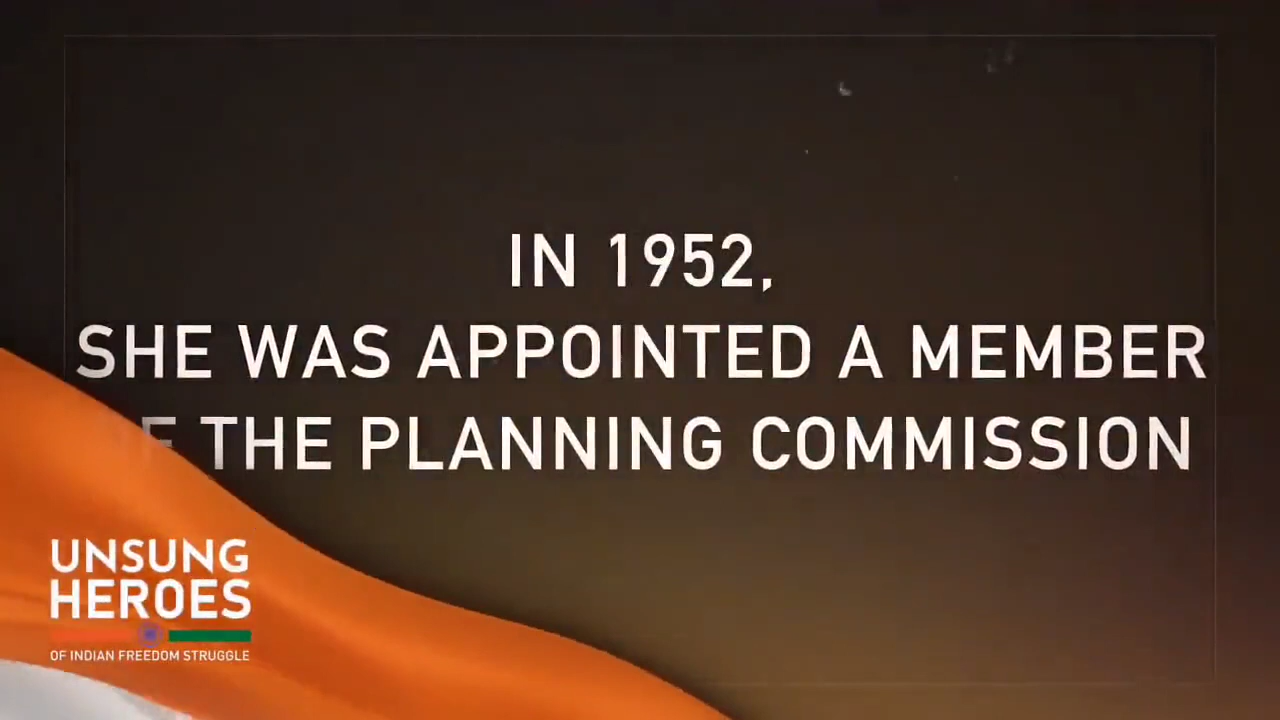 IN 1952,
SHE WAS APPOINTED A MEMBER
THE PLANNING COMMISSION
UNSUNG
HEROES
OF INDIAN FREEDOM STRUGGLE